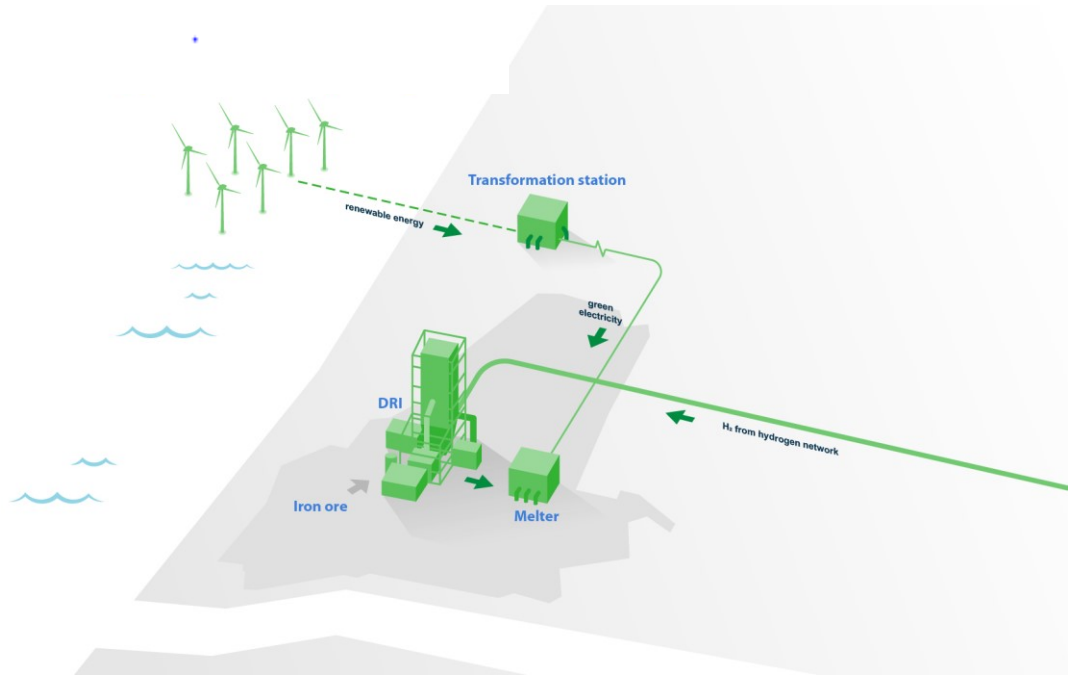 Transformation station
renewable energy
green
electricity
DRI
H₂ from hydrogen network
Iron ore
Melter